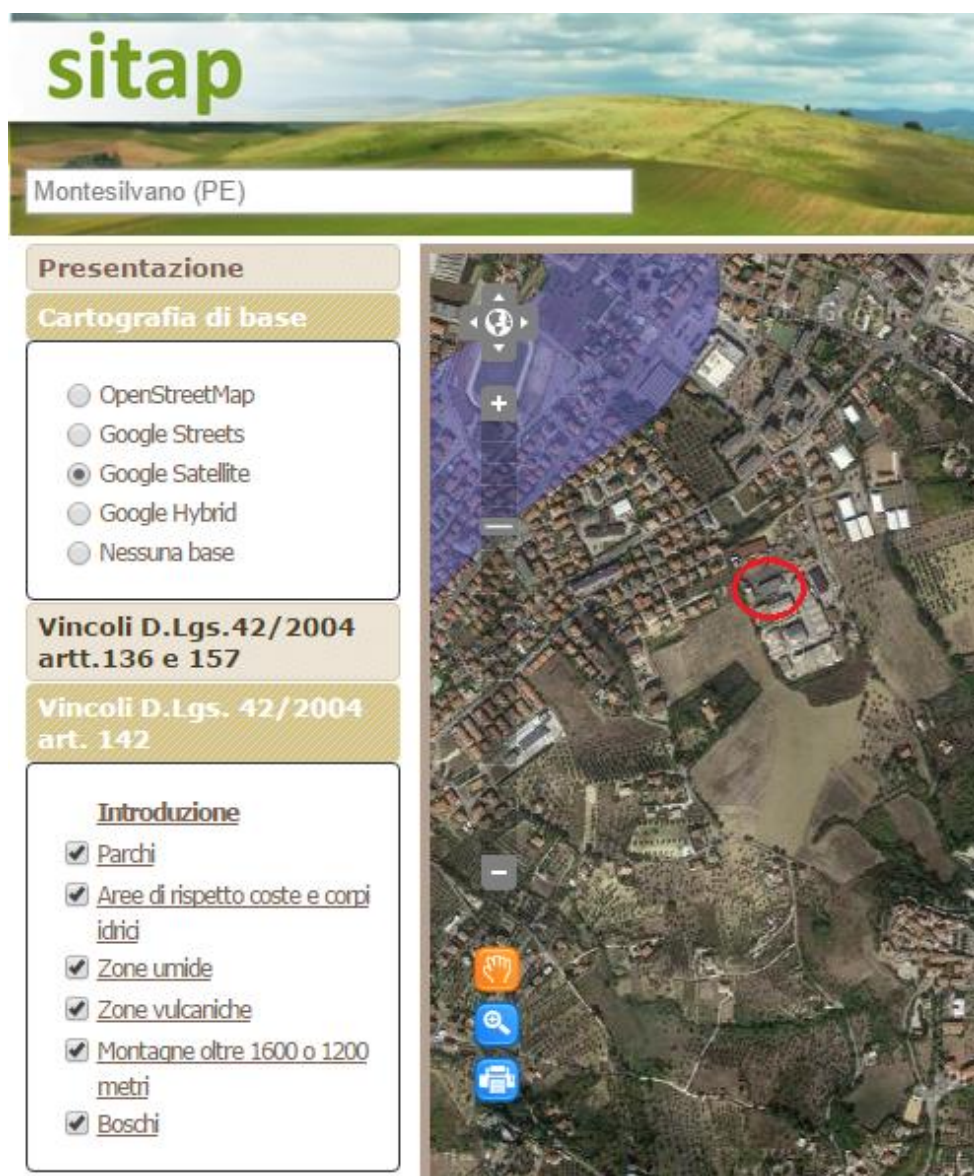 sitap
Montesilvano (PE)
Presentazione
Cartografia di base
OpenStreetMap
Google Streets
Google Satellite
Google Hybrid
Nessuna base
Vincoli D.Lgs.42/2004
artt.136 e 157
Vincoli D.Lgs. 42/2004
art. 142
Introduzione
Parchi
Aree di rispetto coste e corpi
idrici
Zone umide
Zone vulcaniche
Montagne oltre 1600 o 1200
metri
Boschi